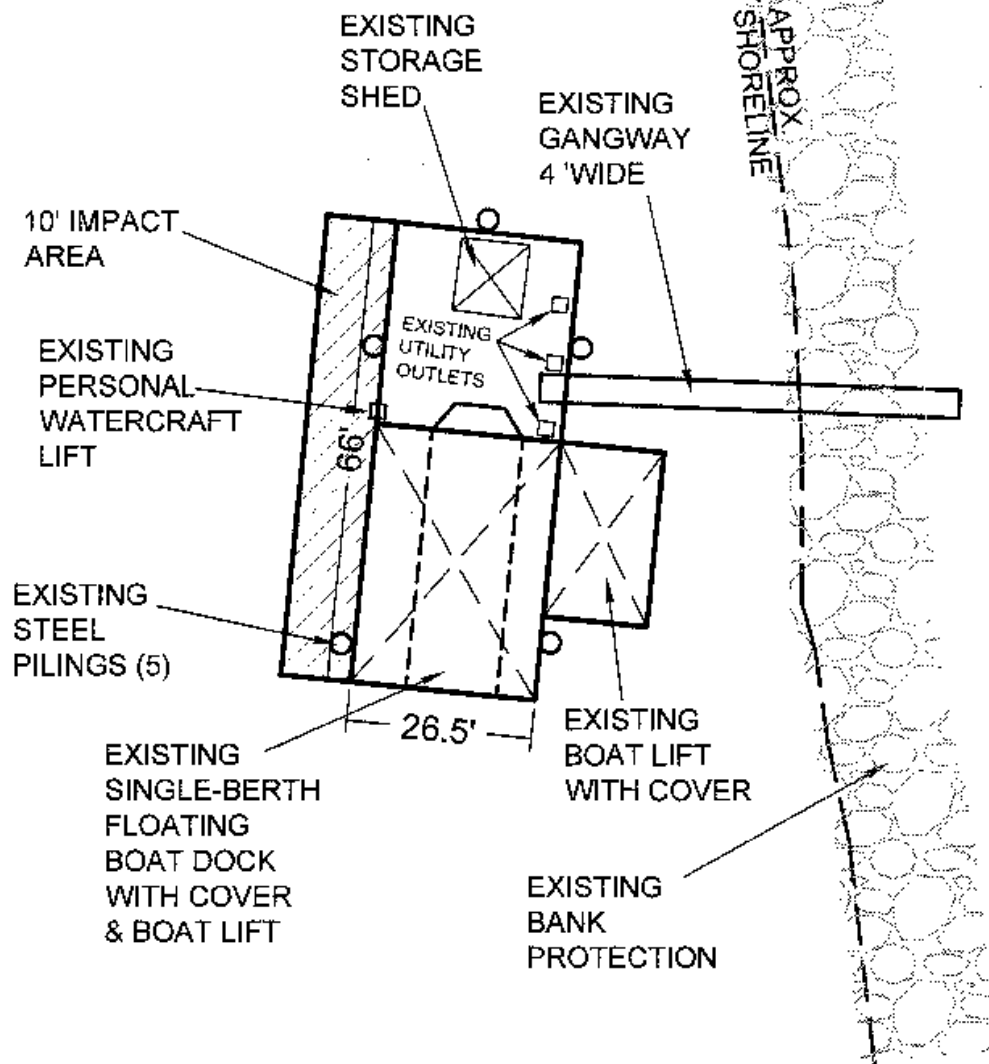 EXISTING
STORAGE
SHED
APPROX
SHORELINE
EXISTING
GANGWAY
4 'WIDE
10' IMPACT
AREA
EXISTING
UTILITY
OUTLETS
EXISTING
PERSONAL
WATERCRAFT
LIFT
66'
EXISTING
STEEL
PILINGS (5)
26.5'
EXISTING
SINGLE-BERTH
FLOATING
BOAT DOCK
WITH COVER
& BOAT LIFT
EXISTING
BOAT LIFT
WITH COVER
EXISTING
BANK
PROTECTION